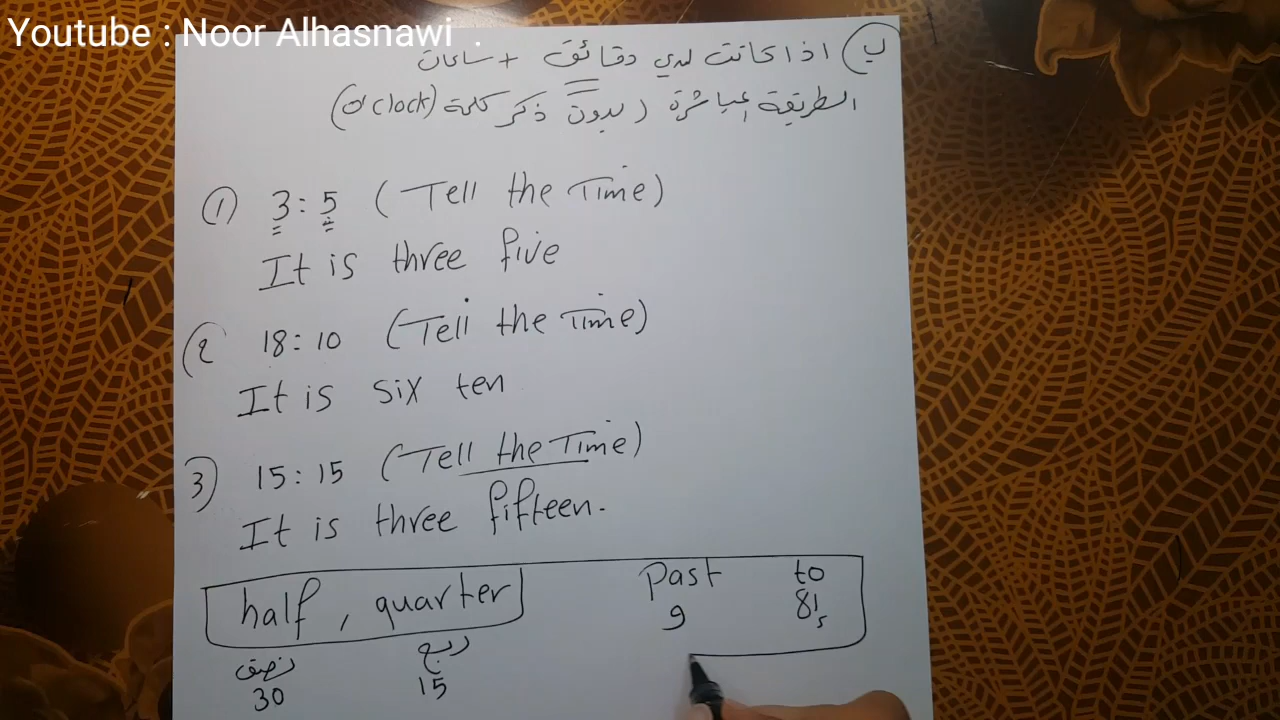 Youtube : Noor Alhasnawi .
ب) اذا كانت لدي دقائق + ساعات
الطريقة المباشرة ( بدون ذكر كلمة (o'clock)
① 3:5 (Tell the Time)
It is three five
2) 18:10 (Tell the Time)
It is six ten
3) 15:15 (Tell the Time)
It is three fifteen.
half , quarter
Past to
و
نصف ربع
30 15